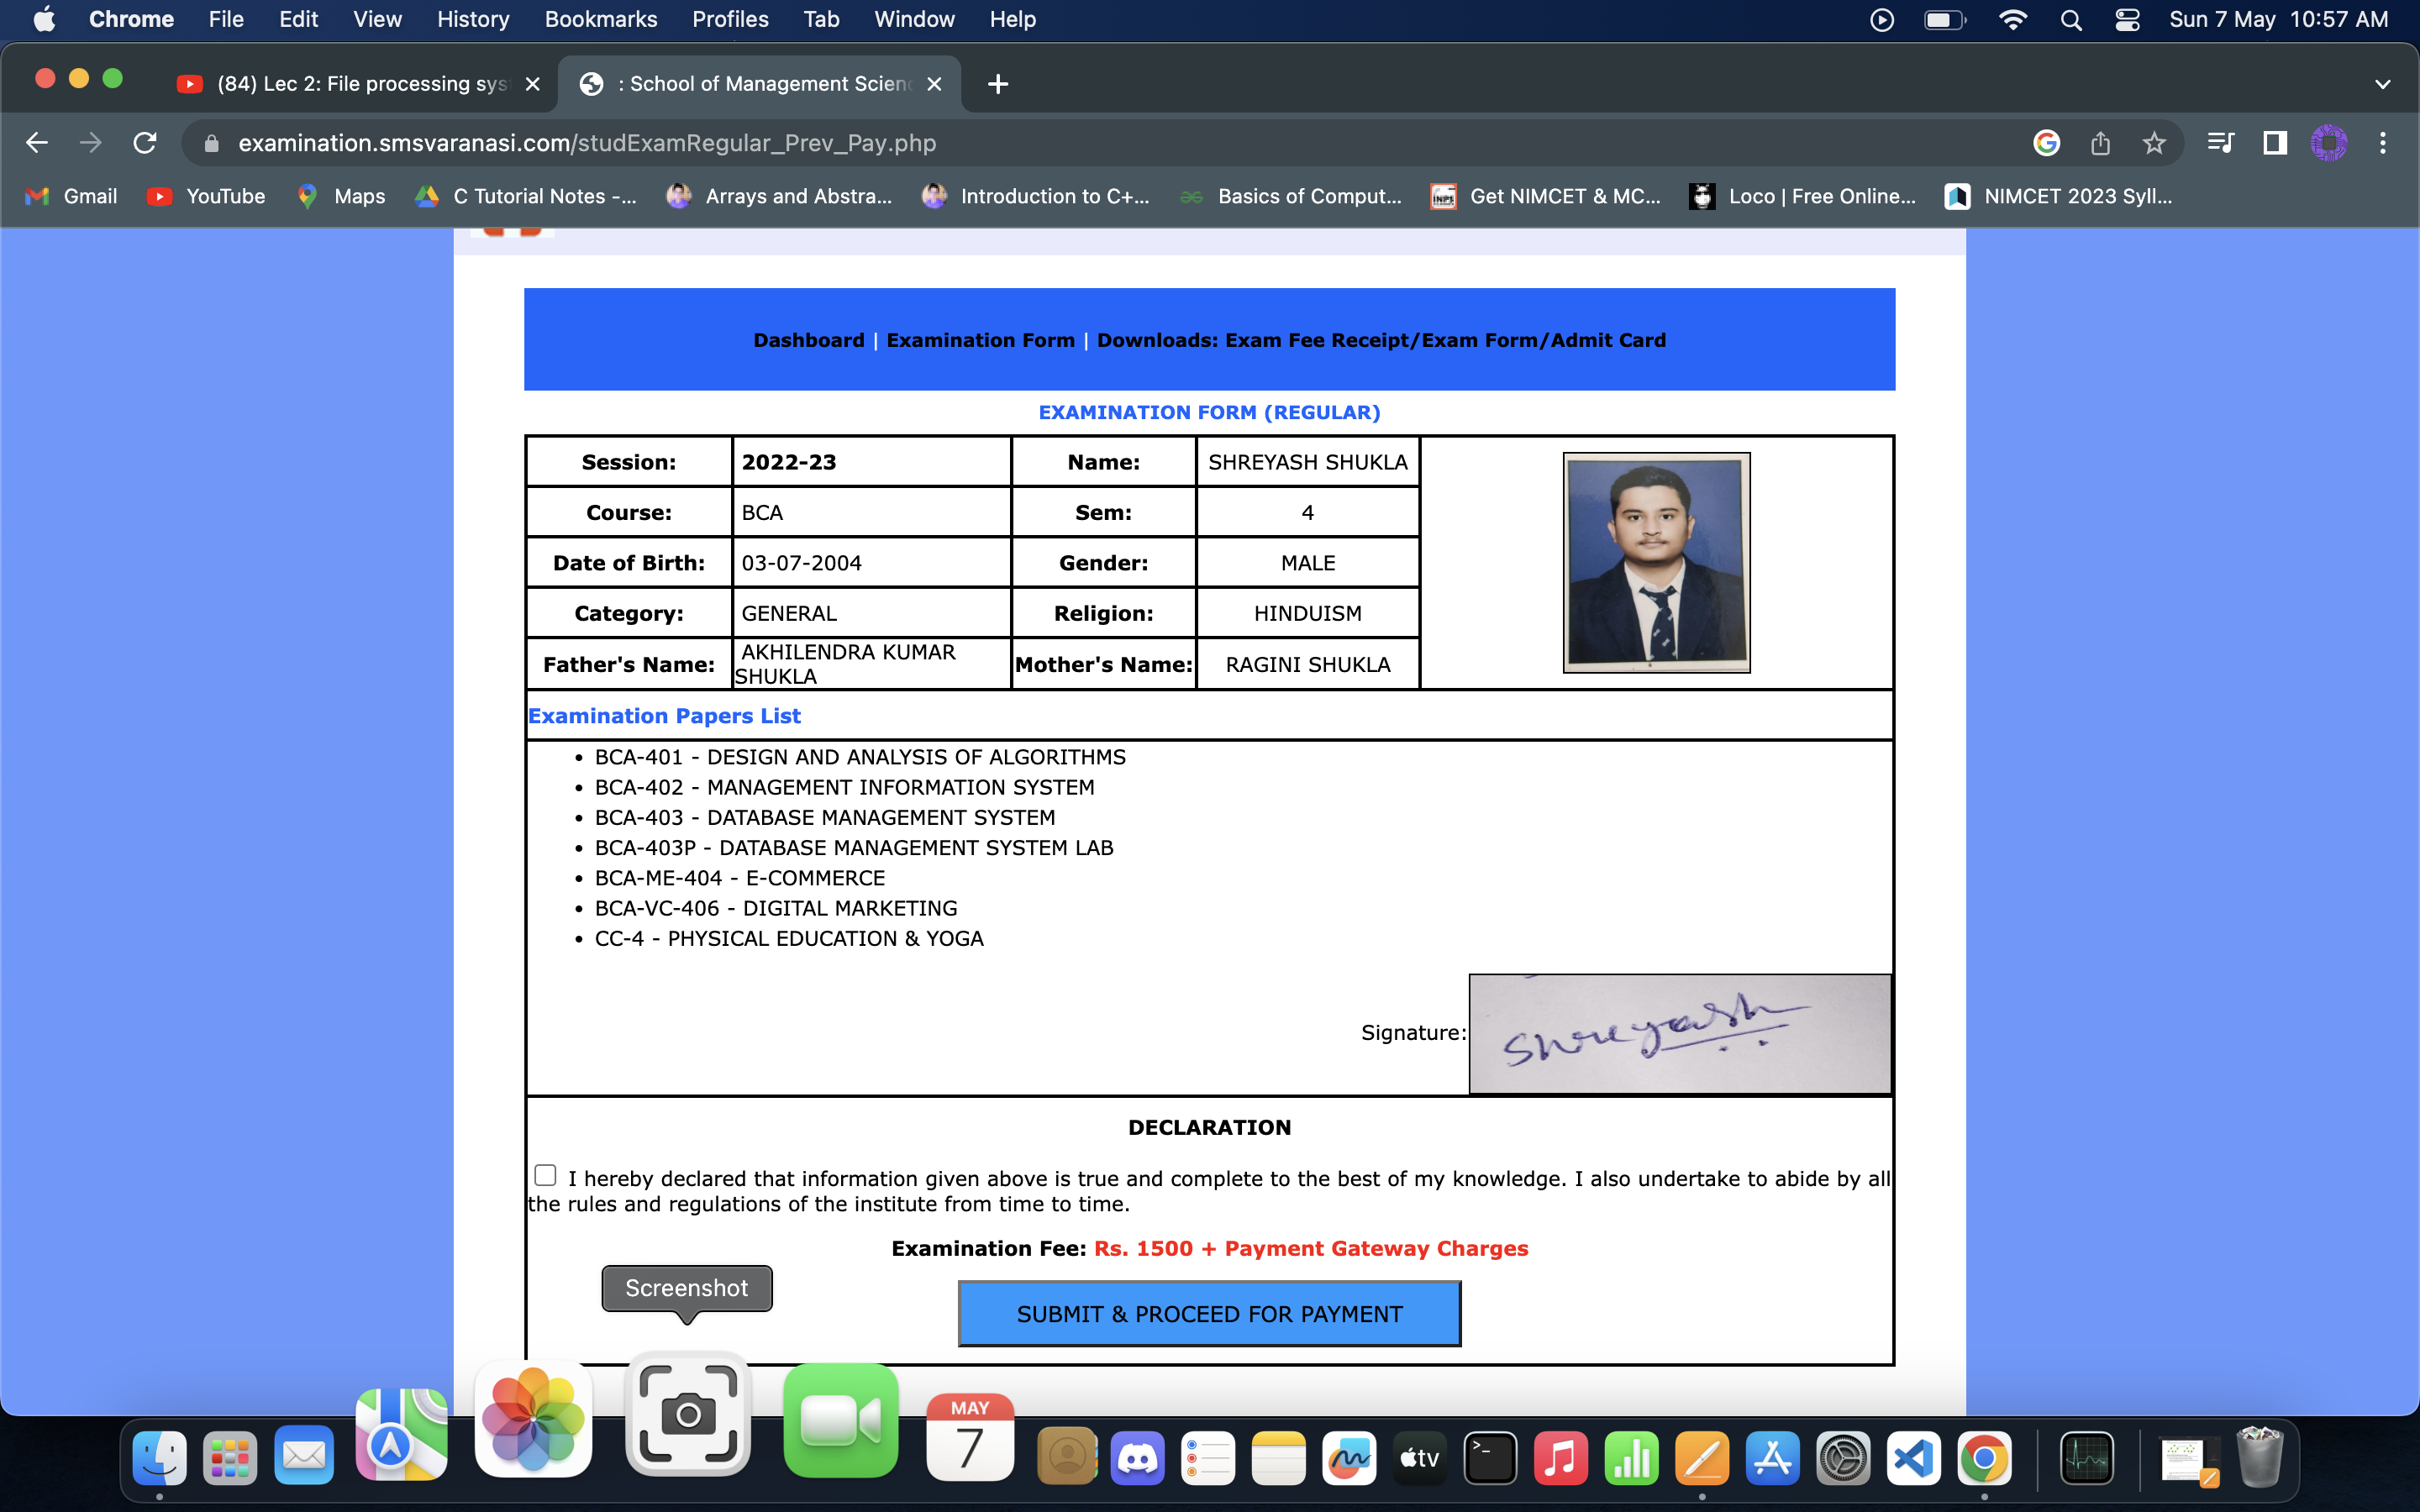 Chrome File Edit View History Bookmarks Profiles Tab Window Help Sun 7 May 10:57 AM
(84) Lec 2: File processing sys : School of Management Scien
examination.smsvaranasi.com/studExamRegular_Prev_Pay.php
Gmail YouTube Maps C Tutorial Notes -... Arrays and Abstra... Introduction to C+... Basics of Comput... Get NIMCET & MC... Loco | Free Online... NIMCET 2023 Syll...
Dashboard | Examination Form | Downloads: Exam Fee Receipt/Exam Form/Admit Card
EXAMINATION FORM (REGULAR)
Session: 2022-23 Name: SHREYASH SHUKLA
Course: BCA Sem: 4
Date of Birth: 03-07-2004 Gender: MALE
Category: GENERAL Religion: HINDUISM
Father's Name: AKHILENDRA KUMAR SHUKLA Mother's Name: RAGINI SHUKLA
Examination Papers List
• BCA-401 - DESIGN AND ANALYSIS OF ALGORITHMS
• BCA-402 - MANAGEMENT INFORMATION SYSTEM
• BCA-403 - DATABASE MANAGEMENT SYSTEM
• BCA-403P - DATABASE MANAGEMENT SYSTEM LAB
• BCA-ME-404 - E-COMMERCE
• BCA-VC-406 - DIGITAL MARKETING
• CC-4 - PHYSICAL EDUCATION & YOGA
Signature: Shreyash
DECLARATION
I hereby declared that information given above is true and complete to the best of my knowledge. I also undertake to abide by all
the rules and regulations of the institute from time to time.
Examination Fee: Rs. 1500 + Payment Gateway Charges
Screenshot
SUBMIT & PROCEED FOR PAYMENT
MAY
7
tv